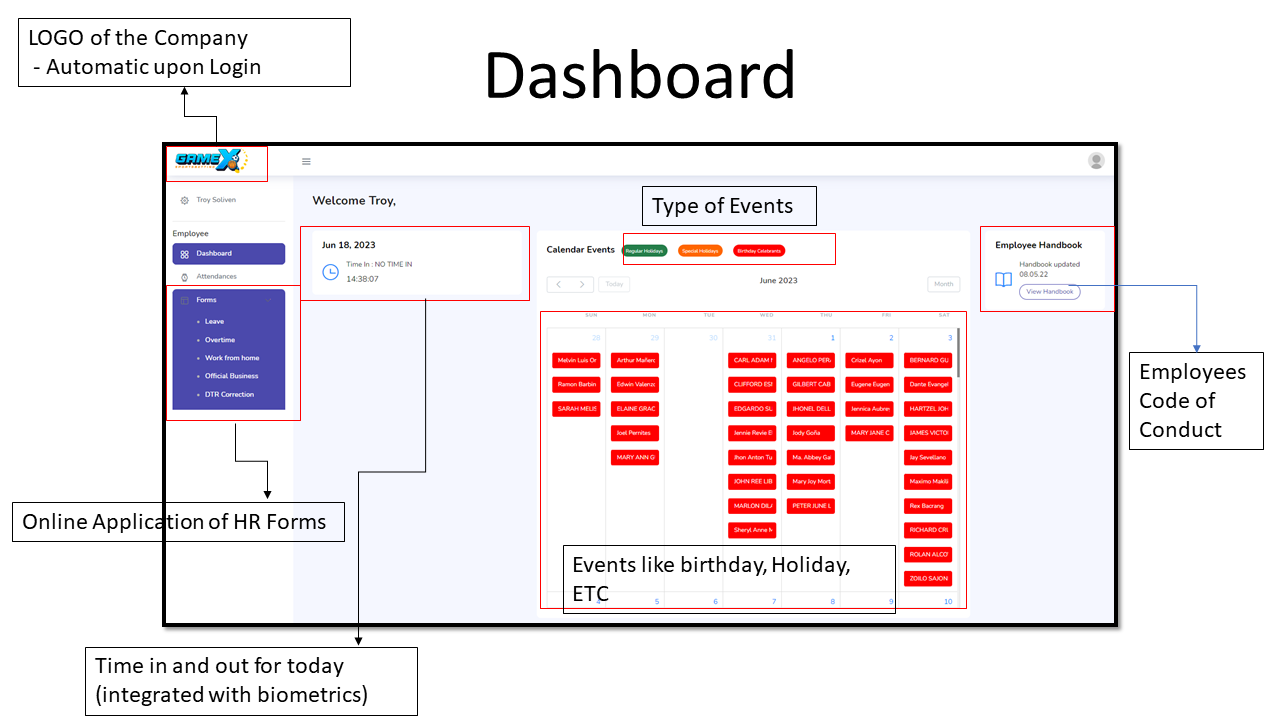 LOGO of the Company
- Automatic upon Login
Dashboard
GAMEX
Troy Soliven
Welcome Troy,
Type of Events
Employee
Dashboard
Attendances
Forms
Leave
Overtime
Work from home
Official Business
DTR Correction
Jun 18, 2023
Time In : NO TIME IN
14:38:07
Calendar Events
Regular Holidays
Special Holidays
Birthday Celebrants
Today
June 2023
Month
Employee Handbook
Handbook updated
08.05.22
View Handbook
SUN MON TUE WED THU FRI SAT
28 29 30 31 1 2 3
Melvin Luis Or
Ramon Barbin
SARAH MELIS
Arthur Mañerc
Edwin Valenzc
ELAINE GRAC
Joel Pernites
MARY ANN G
CARL ADAM
CLIFFORD ESI
EDGARDO SU
Jennie Revie E
Jhon Anton Tu
JOHN REE LIB
MARLON DIL
Sheryl Anne
ANGELO PER
GILBERT CAB
JHONEL DELL
Jody Goña
Ma. Abbey Ga
Mary Joy Mort
PETER JUNE L
Crizel Ayon
Eugene Eugen
Jennica Aubre
MARY JANE C
BERNARD GU
Dante Evangel
HARTZEL JOH
JAMES VICTO
Jay Sevellano
Maximo Makili
Rex Bacrang
RICHARD CRI
ROLAN ALCO
ZOILO SAJON
4 5 6 7 8 9 10
Employees
Code of
Conduct
Online Application of HR Forms
Events like birthday, Holiday,
ETC
Time in and out for today
(integrated with biometrics)